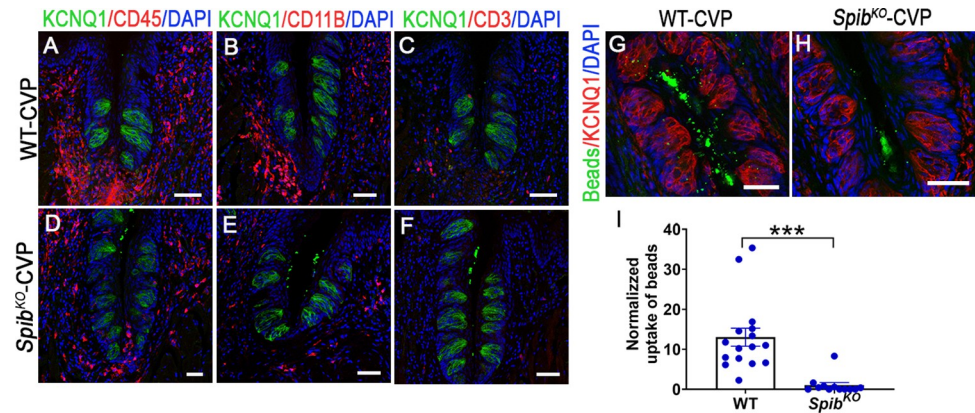 KCNQ1/CD45/DAPI
KCNQ1/CD11B/DAPI
KCNQ1/CD3/DAPI
WT-CVP
A
B
C
SpibKO-CVP
D
E
F
WT-CVP
SpibKO-CVP
Beads/KCNQ1/DAPI
G
H
I
Normalizzed
uptake of beads
40
30
20
10
0
***
WT
SpibKO